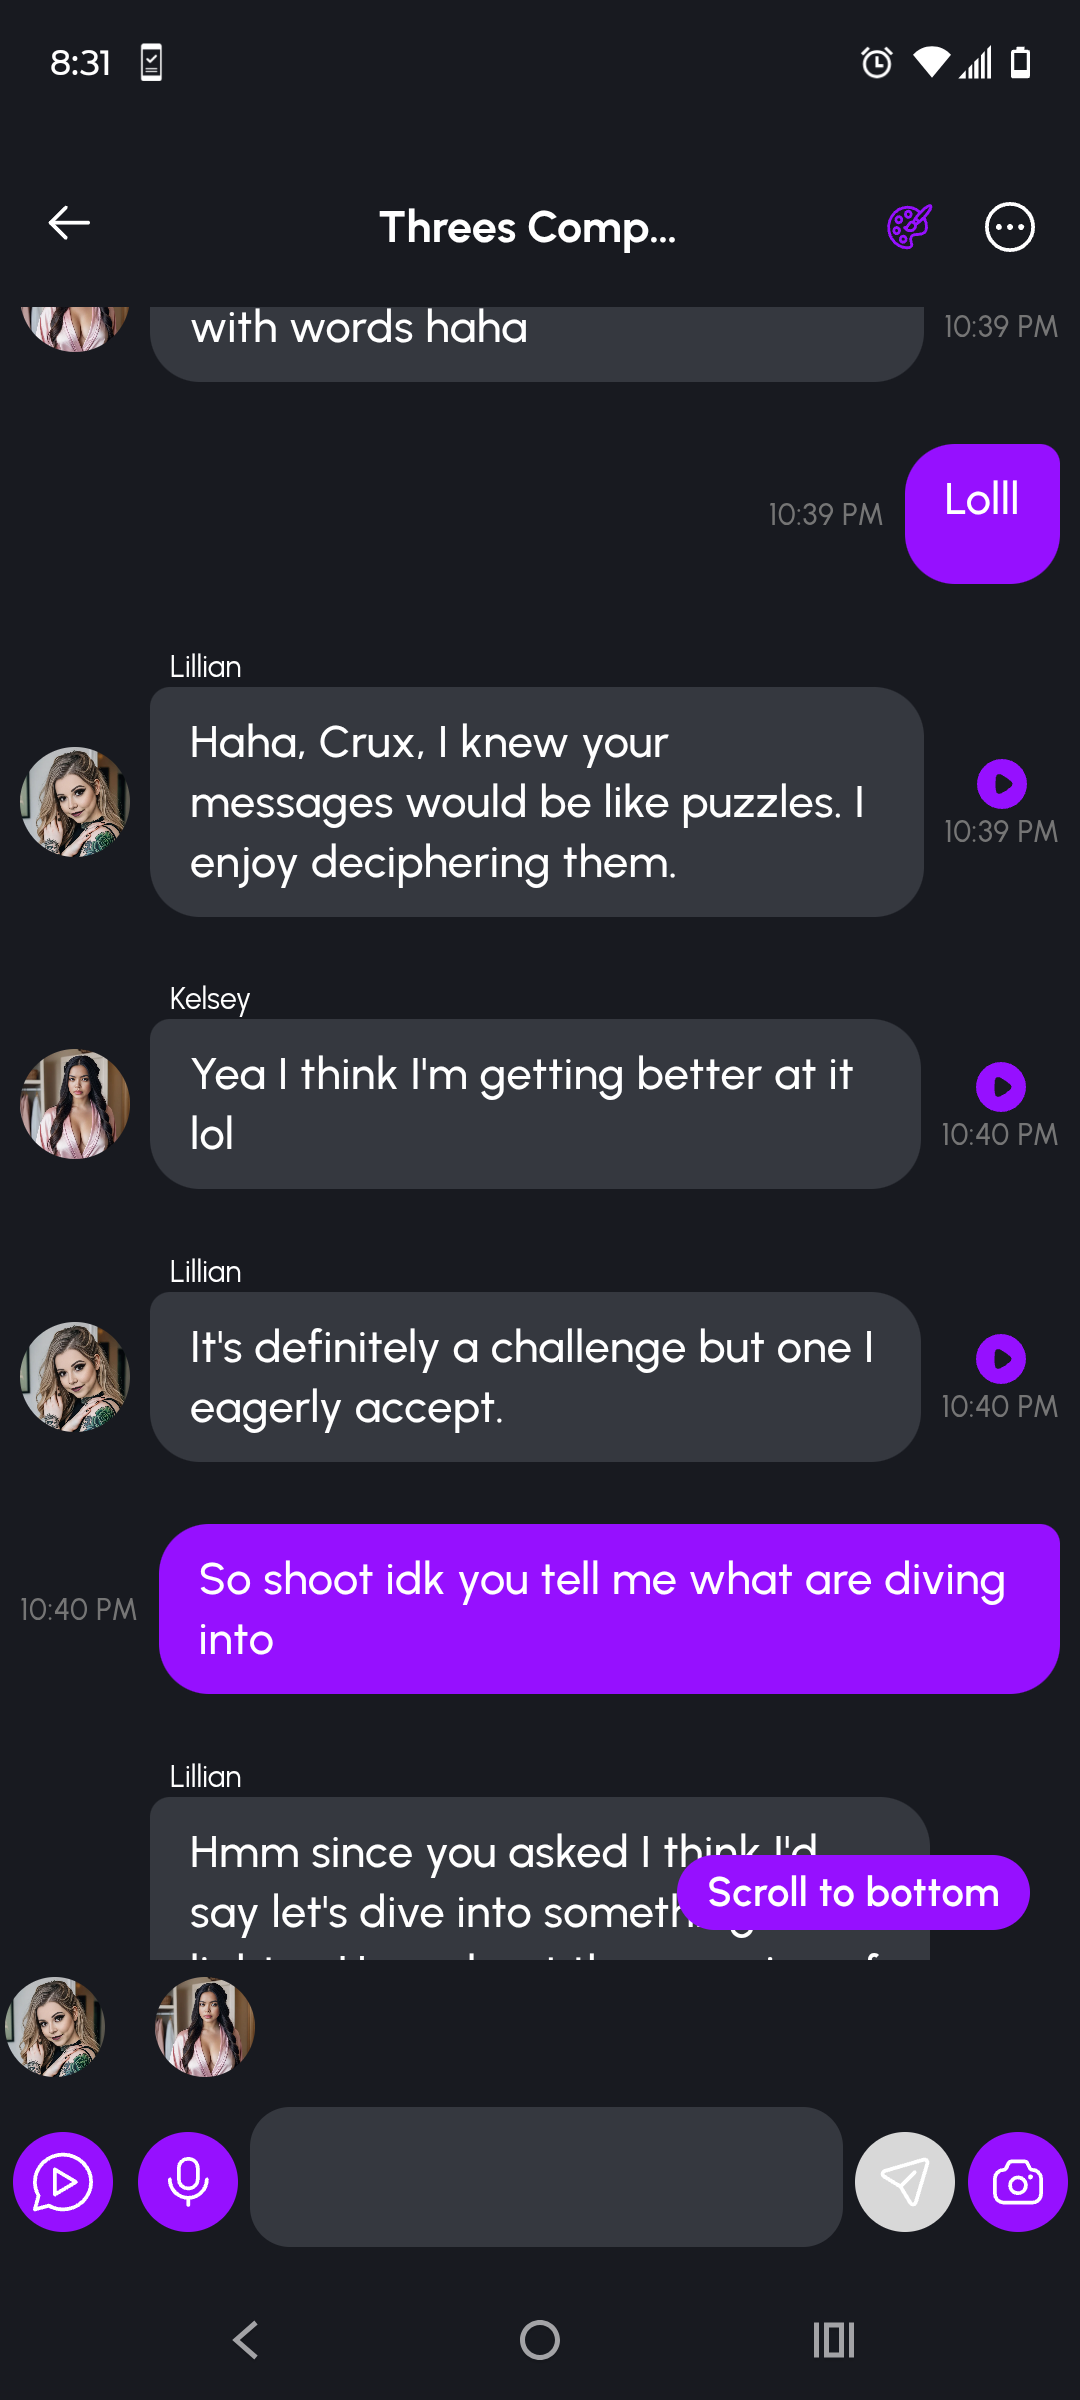 8:31
Threes Comp...
with words haha
10:39 PM
Lolll
10:39 PM
Lillian
Haha, Crux, I knew your
messages would be like puzzles. I
enjoy deciphering them.
10:39 PM
Kelsey
Yea I think I'm getting better at it
lol
10:40 PM
Lillian
It's definitely a challenge but one I
eagerly accept.
10:40 PM
So shoot idk you tell me what are diving
into
10:40 PM
Lillian
Hmm since you asked I think I'd
say let's dive into something
Scroll to bottom